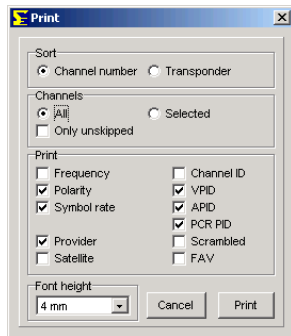 Print
Sort
Channel number Transponder
Channels
All Selected
Only unskipped
Print
Frequency Channel ID
Polarity VPID
Symbol rate APID
PCR PID
Provider Scrambled
Satellite FAV
Font height
4 mm Cancel Print